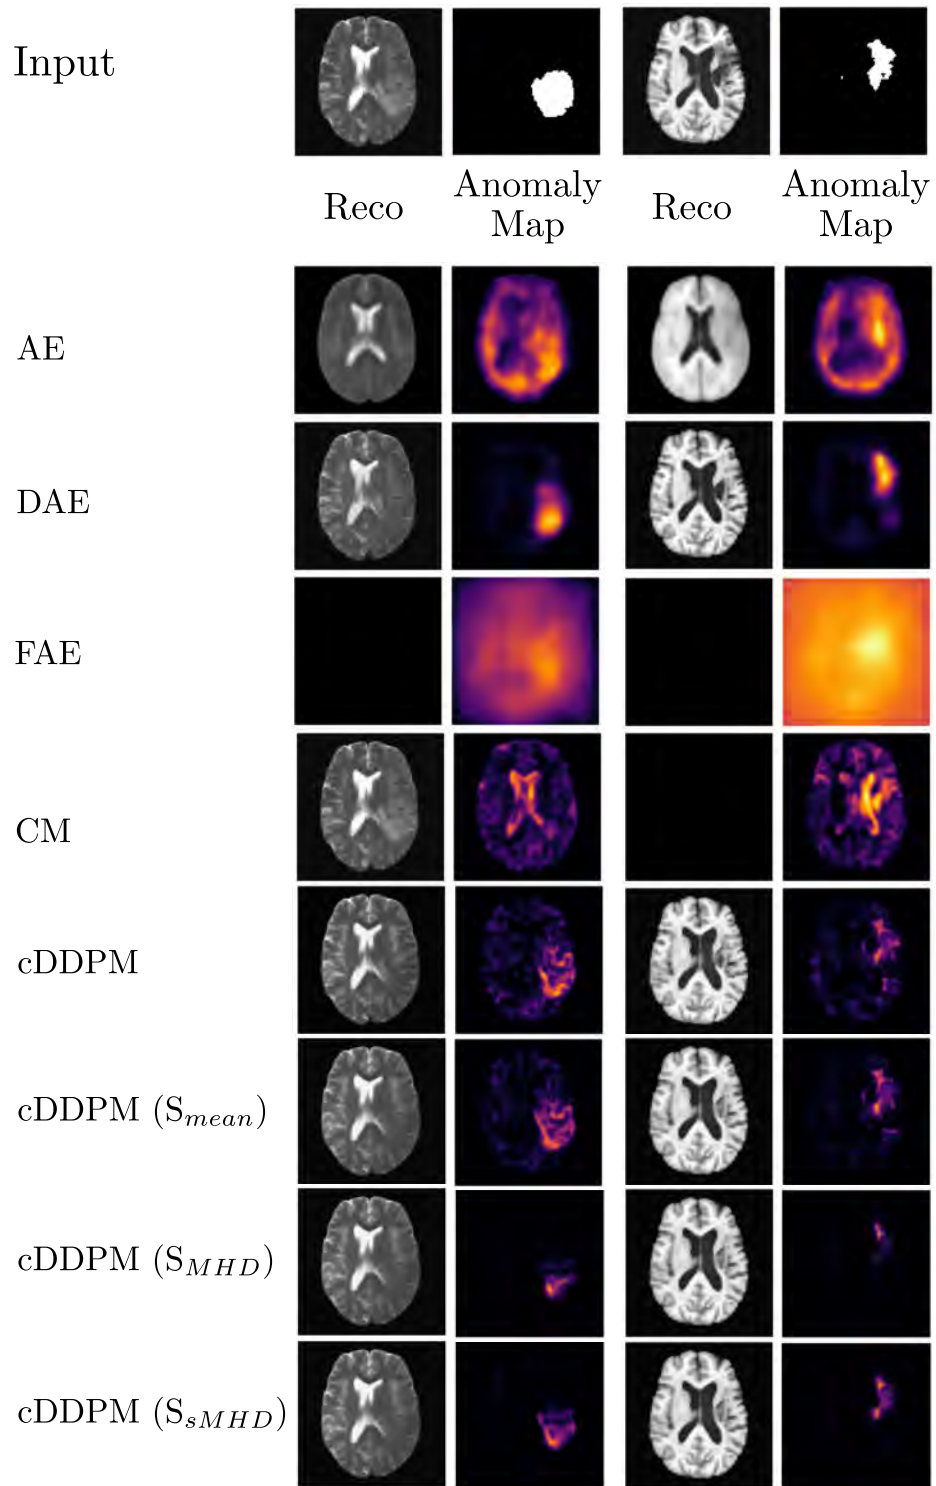 Input
Reco Anomaly Map Reco Anomaly Map
AE
DAE
FAE
CM
cDDPM
cDDPM (S_mean)
cDDPM (S_MHD)
cDDPM (S_sMHD)